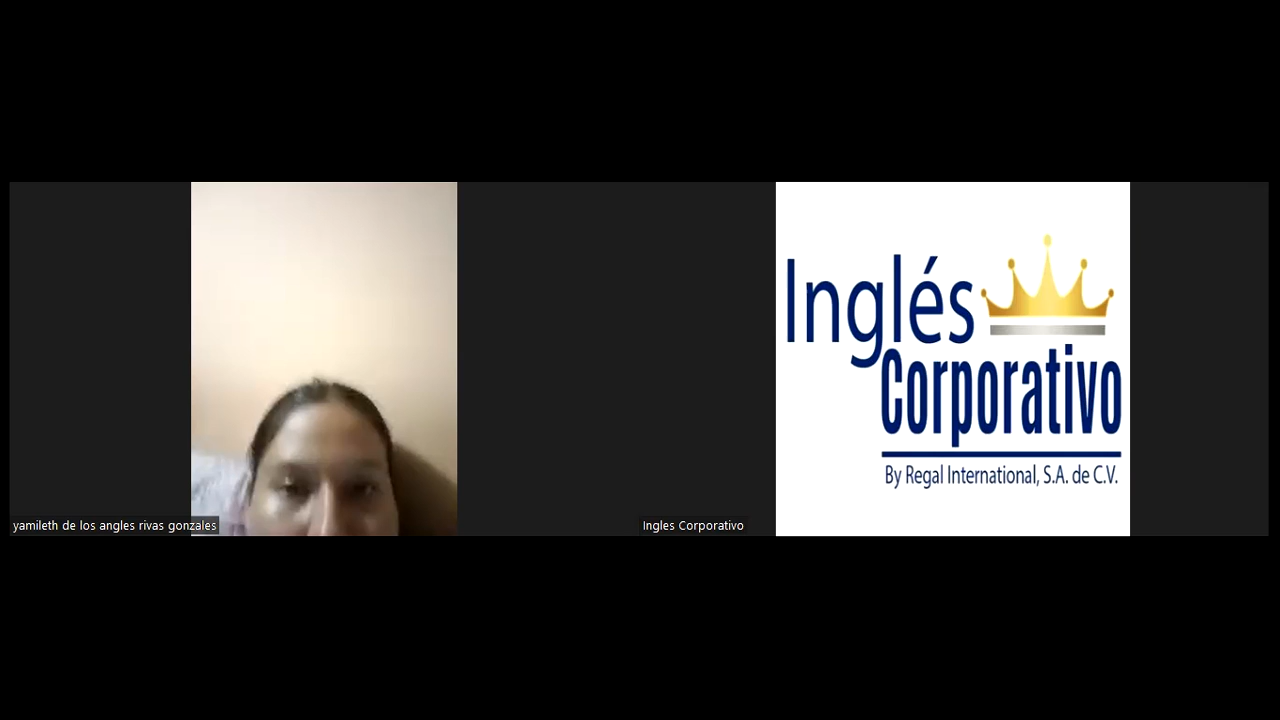 Inglés
Corporativo
By Regal International, S.A. de C.V.
yamileth de los angles rivas gonzales
Ingles Corporativo